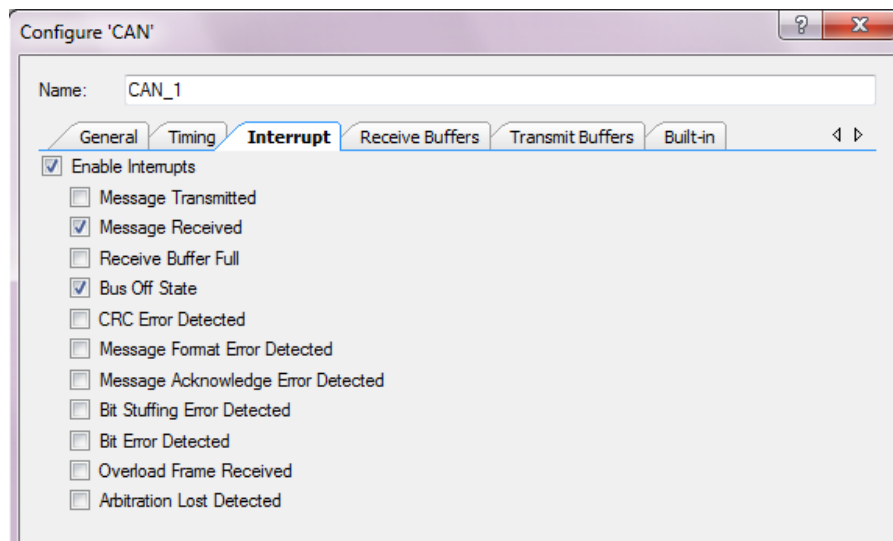 Configure 'CAN'
?
Name: CAN_1
General Timing Interrupt Receive Buffers Transmit Buffers Built-in
Enable Interrupts
Message Transmitted
Message Received
Receive Buffer Full
Bus Off State
CRC Error Detected
Message Format Error Detected
Message Acknowledge Error Detected
Bit Stuffing Error Detected
Bit Error Detected
Overload Frame Received
Arbitration Lost Detected